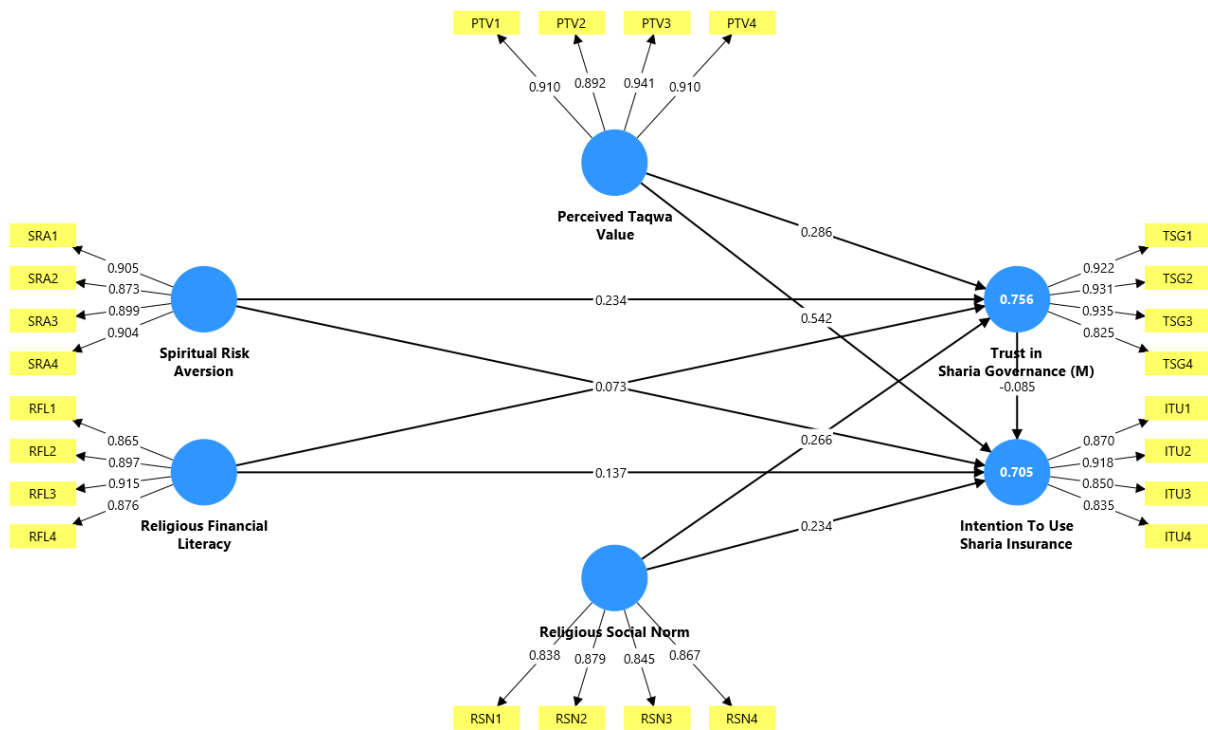 PTV1 PTV2 PTV3 PTV4
0.910 0.892 0.941 0.910
Perceived Taqwa
Value
SRA1
SRA2
SRA3
SRA4
0.905
0.873
0.899
0.904
Spiritual Risk
Aversion
RFL1
RFL2
RFL3
RFL4
0.865
0.897
0.915
0.876
Religious Financial
Literacy
0.286
0.234
0.542
0.073
0.266
0.137
0.234
0.756
Trust in
Sharia Governance (M)
-0.085
TSG1
TSG2
TSG3
TSG4
0.922
0.931
0.935
0.825
0.705
Intention To Use
Sharia Insurance
ITU1
ITU2
ITU3
ITU4
0.870
0.918
0.850
0.835
Religious Social Norm
0.838 0.879 0.845 0.867
RSN1 RSN2 RSN3 RSN4